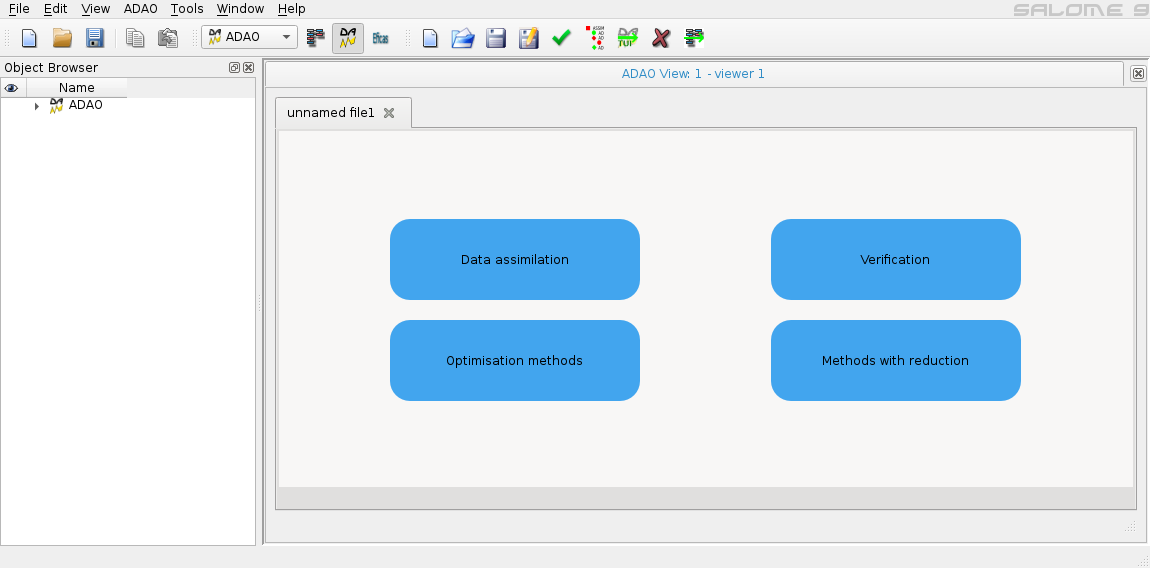 File Edit View ADAO Tools Window Help
SALOME 9
ADAO
Eficas
TUI
Object Browser
ADAO View: 1 - viewer 1
Name
ADAO
unnamed file1
Data assimilation
Verification
Optimisation methods
Methods with reduction